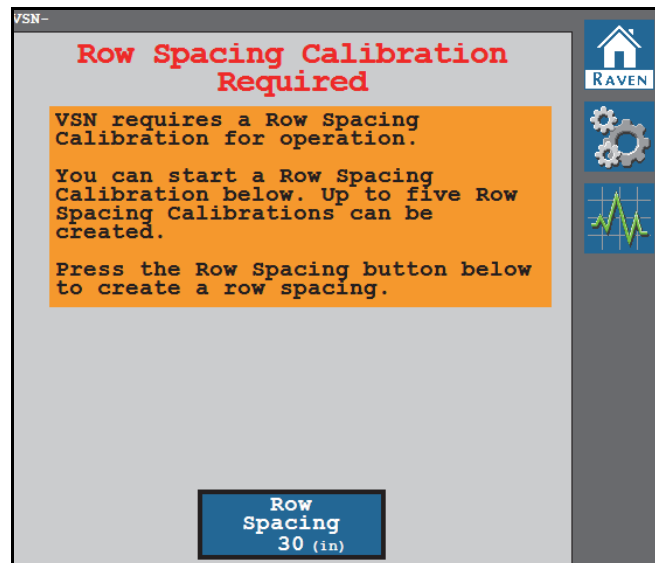 VSN-
Row Spacing Calibration
Required
RAVEN
VSN requires a Row Spacing
Calibration for operation.
You can start a Row Spacing
Calibration below. Up to five Row
Spacing Calibrations can be
created.
Press the Row Spacing button below
to create a row spacing.
Row
Spacing
30 (in)